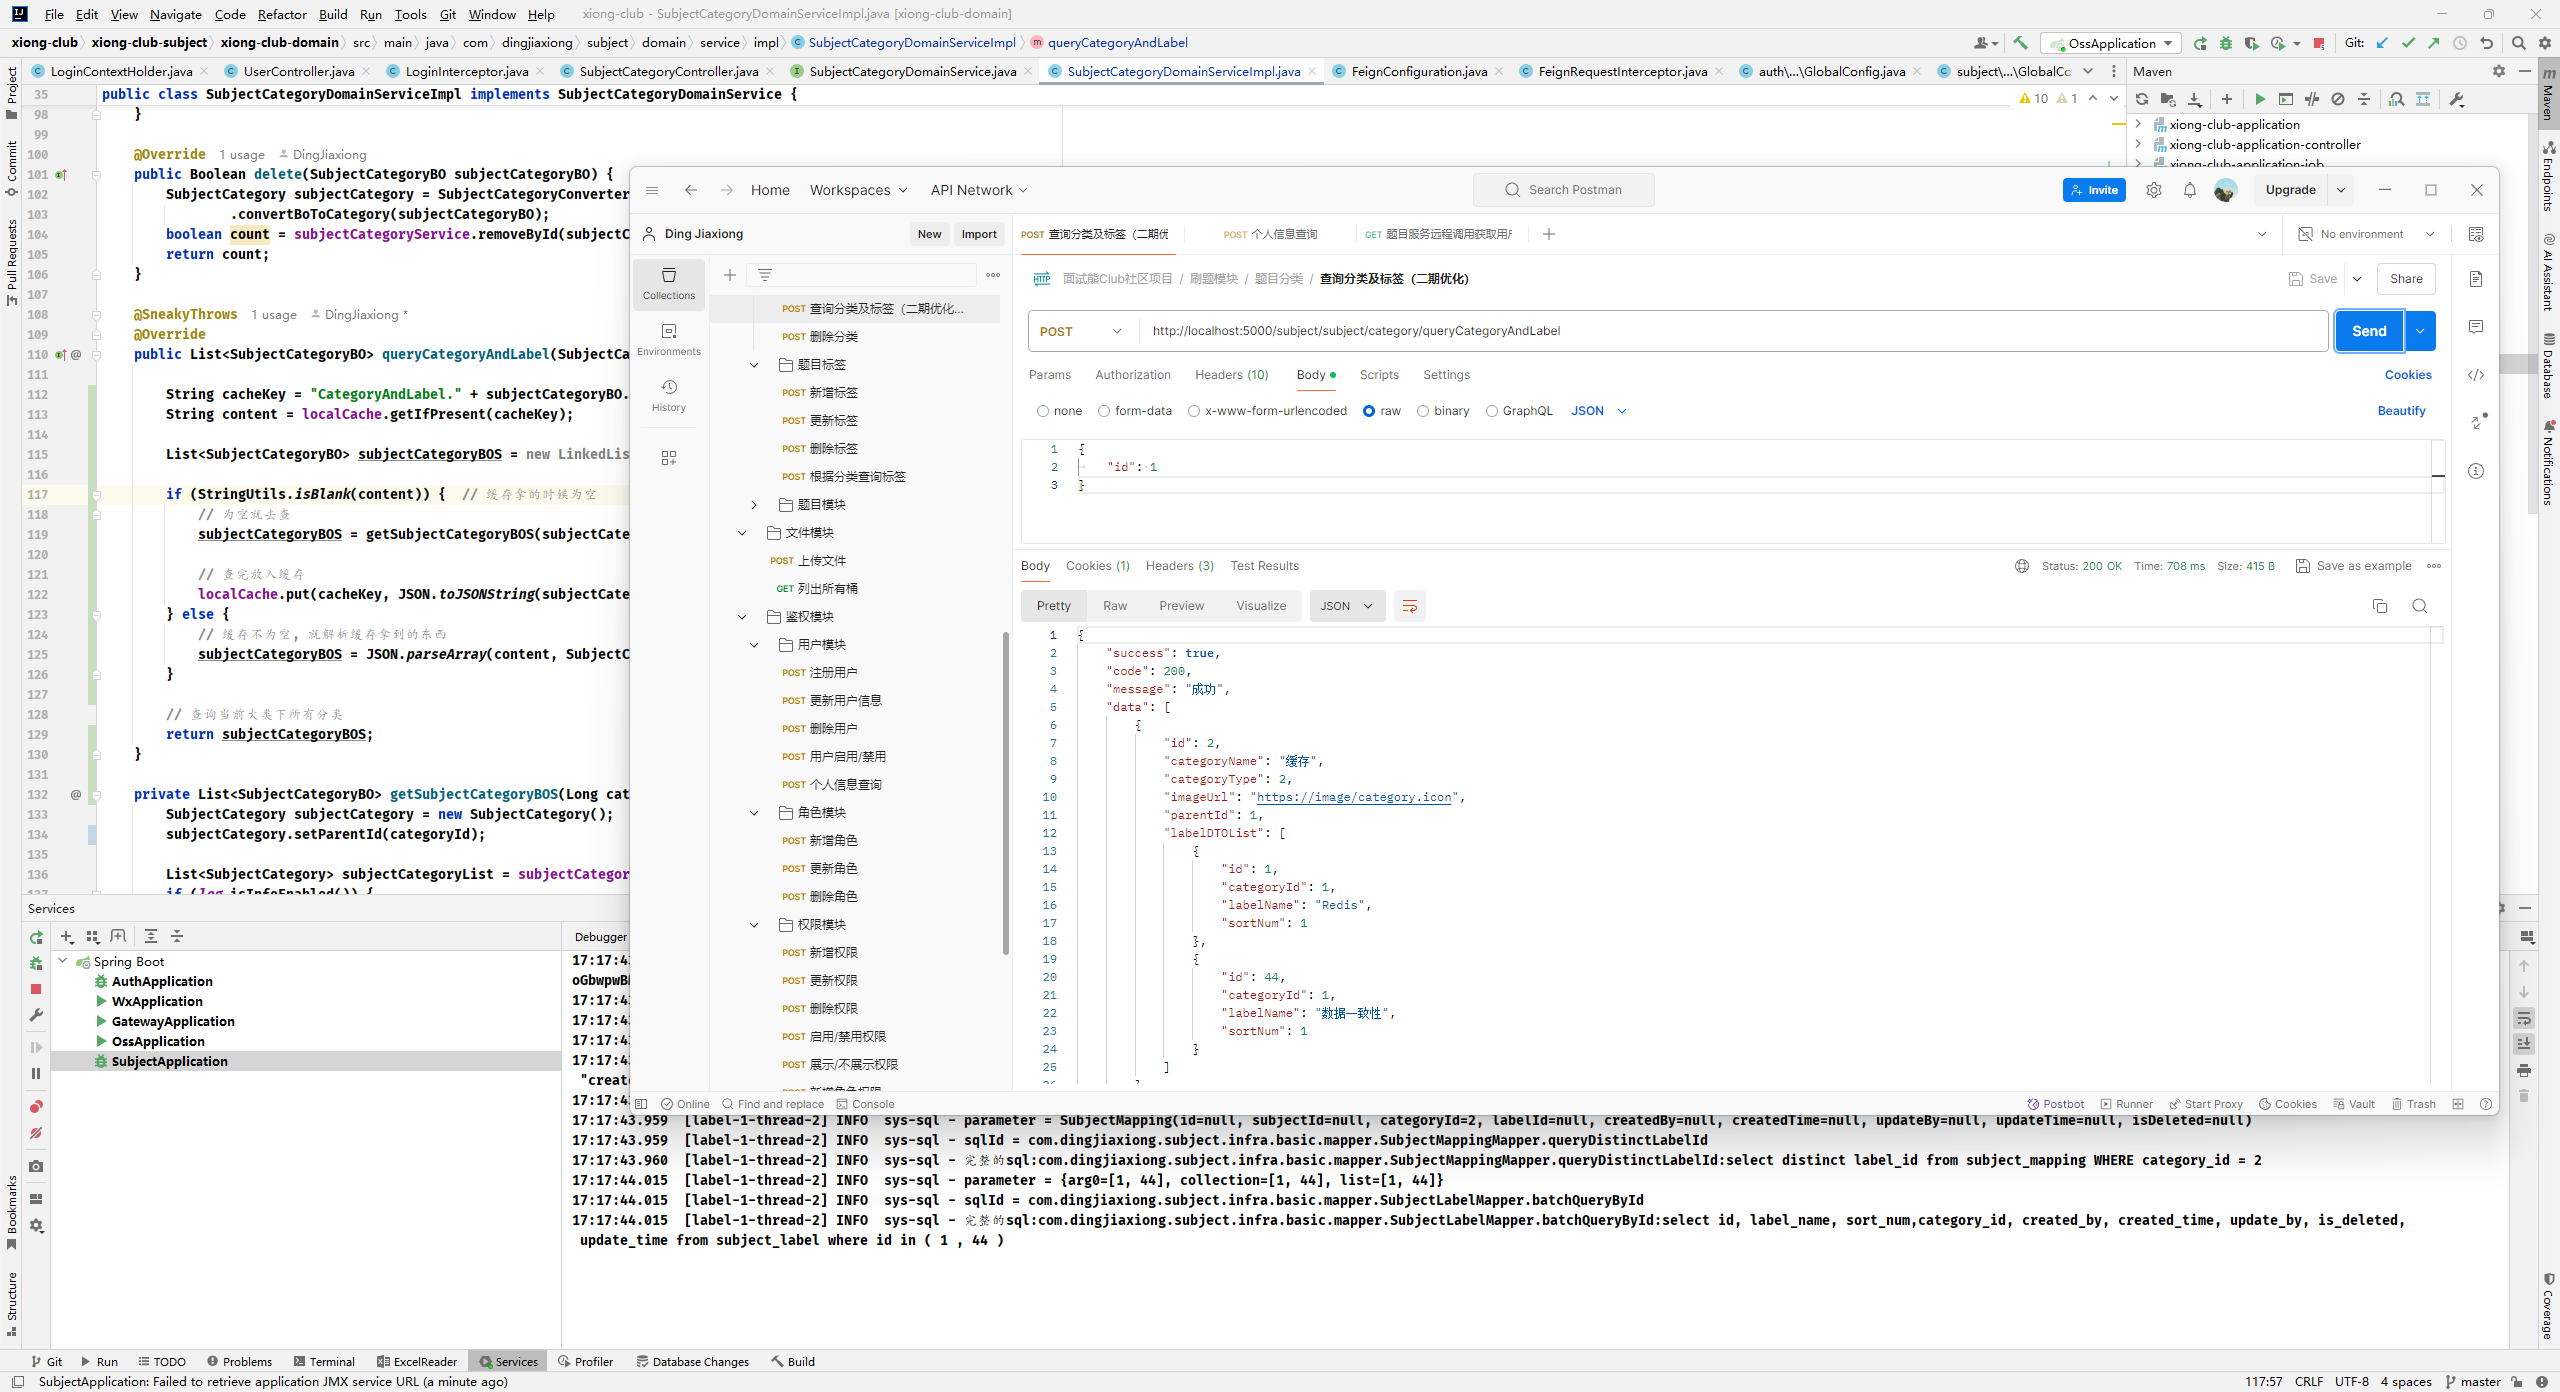 File Edit View Navigate Code Refactor Build Run Tools Git Window Help xiong-club - SubjectCategoryDomainServiceImpl.java [xiong-club-domain]
xiong-club xiong-club-subject xiong-club-domain src main java com dingjiaxiong subject domain service impl SubjectCategoryDomainServiceImpl queryCategoryAndLabel OssApplication Git:
LoginContextHolder.java UserController.java LoginInterceptor.java SubjectCategoryController.java SubjectCategoryDomainService.java SubjectCategoryDomainServiceImpl.java FeignConfiguration.java FeignRequestInterceptor.java auth\...\GlobalConfig.java subject\...\GlobalCo Maven
35 public class SubjectCategoryDomainServiceImpl implements SubjectCategoryDomainService {
10 1
98 }
99
100 @Override 1 usage DingJiaxiong
101 public Boolean delete(SubjectCategoryBO subjectCategoryBO) {
102 SubjectCategory subjectCategory = SubjectCategoryConverter
103 .convertBoToCategory(subjectCategoryBO);
104 boolean count = subjectCategoryService.removeById(subjectC
105 return count;
106 }
107
108 @SneakyThrows 1 usage DingJiaxiong *
109 @Override
110 public List<SubjectCategoryBO> queryCategoryAndLabel(SubjectCa
111
112 String cacheKey = "CategoryAndLabel." + subjectCategoryBO.
113 String content = localCache.getIfPresent(cacheKey);
114
115 List<SubjectCategoryBO> subjectCategoryBOS = new LinkedLis
116
117 if (StringUtils.isBlank(content)) { // 缓存拿的时候为空
118 // 为空就去查
119 subjectCategoryBOS = getSubjectCategoryBOS(subjectCate
120
121 // 查完放入缓存
122 localCache.put(cacheKey, JSON.toJSONString(subjectCate
123 } else {
124 // 缓存不为空, 就解析缓存拿到的东西
125 subjectCategoryBOS = JSON.parseArray(content, SubjectC
126 }
127
128 // 查询当前大类下所有分类
129 return subjectCategoryBOS;
130 }
131
132 private List<SubjectCategoryBO> getSubjectCategoryBOS(Long cat
133 SubjectCategory subjectCategory = new SubjectCategory();
134 subjectCategory.setParentId(categoryId);
135
136 List<SubjectCategory> subjectCategoryList = subjectCategor
137 if (log.isInfoEnabled()) {
xiong-club-application
xiong-club-application-controller
xiong-club-application-job
Project
Commit
Pull Requests
Bookmarks
Structure
Maven
Endpoints
AI Assistant
Database
Notifications
Coverage
Home Workspaces API Network Search Postman Invite Upgrade
Ding Jiaxiong New Import
POST 查询分类及标签（二期优 POST 个人信息查询 GET 题目服务远程调用获取用户 No environment
Collections
Environments
History
POST 查询分类及标签（二期优化...
POST 删除分类
题目标签
POST 新增标签
POST 更新标签
POST 删除标签
POST 根据分类查询标签
题目模块
文件模块
POST 上传文件
GET 列出所有桶
鉴权模块
用户模块
POST 注册用户
POST 更新用户信息
POST 删除用户
POST 用户启用/禁用
POST 个人信息查询
角色模块
POST 新增角色
POST 更新角色
POST 删除角色
权限模块
POST 新增权限
POST 更新权限
POST 删除权限
POST 启用/禁用权限
POST 展示/不展示权限
POST 新增角色权限
HTTP 面试熊Club社区项目 / 刷题模块 / 题目分类 / 查询分类及标签（二期优化） Save Share
POST http://localhost:5000/subject/subject/category/queryCategoryAndLabel Send
Params Authorization Headers (10) Body Scripts Settings Cookies
none form-data x-www-form-urlencoded raw binary GraphQL JSON Beautify
1 {
2 "id": 1
3 }
Body Cookies (1) Headers (3) Test Results Status: 200 OK Time: 708 ms Size: 415 B Save as example
Pretty Raw Preview Visualize JSON
1 {
2 "success": true,
3 "code": 200,
4 "message": "成功",
5 "data": [
6 {
7 "id": 2,
8 "categoryName": "缓存",
9 "categoryType": 2,
10 "imageUrl": "https://image/category.icon",
11 "parentId": 1,
12 "labelDTOList": [
13 {
14 "id": 1,
15 "categoryId": 1,
16 "labelName": "Redis",
17 "sortNum": 1
18 },
19 {
20 "id": 44,
21 "categoryId": 1,
22 "labelName": "数据一致性",
23 "sortNum": 1
24 }
25 ]
26 }
Online Find and replace Console Postbot Runner Start Proxy Cookies Vault Trash
Services
Debugger
Spring Boot
AuthApplication
WxApplication
GatewayApplication
OssApplication
SubjectApplication
17:17:43
oGbwpwB
17:17:43
17:17:43
17:17:43
17:17:43
"create
17:17:43
17:17:43.959 [label-1-thread-2] INFO sys-sql - parameter = SubjectMapping(id=null, subjectId=null, categoryId=2, labelId=null, createdBy=null, createdTime=null, updateBy=null, updateTime=null, isDeleted=null)
17:17:43.959 [label-1-thread-2] INFO sys-sql - sqlId = com.dingjiaxiong.subject.infra.basic.mapper.SubjectMappingMapper.queryDistinctLabelId
17:17:43.960 [label-1-thread-2] INFO sys-sql - 完整的sql:com.dingjiaxiong.subject.infra.basic.mapper.SubjectMappingMapper.queryDistinctLabelId:select distinct label_id from subject_mapping WHERE category_id = 2
17:17:44.015 [label-1-thread-2] INFO sys-sql - parameter = {arg0=[1, 44], collection=[1, 44], list=[1, 44]}
17:17:44.015 [label-1-thread-2] INFO sys-sql - sqlId = com.dingjiaxiong.subject.infra.basic.mapper.SubjectLabelMapper.batchQueryById
17:17:44.015 [label-1-thread-2] INFO sys-sql - 完整的sql:com.dingjiaxiong.subject.infra.basic.mapper.SubjectLabelMapper.batchQueryById:select id, label_name, sort_num,category_id, created_by, created_time, update_by, is_deleted,
update_time from subject_label where id in ( 1 , 44 )
Git Run TODO Problems Terminal ExcelReader Services Profiler Database Changes Build
SubjectApplication: Failed to retrieve application JMX service URL (a minute ago) 117:57 CRLF UTF-8 4 spaces master